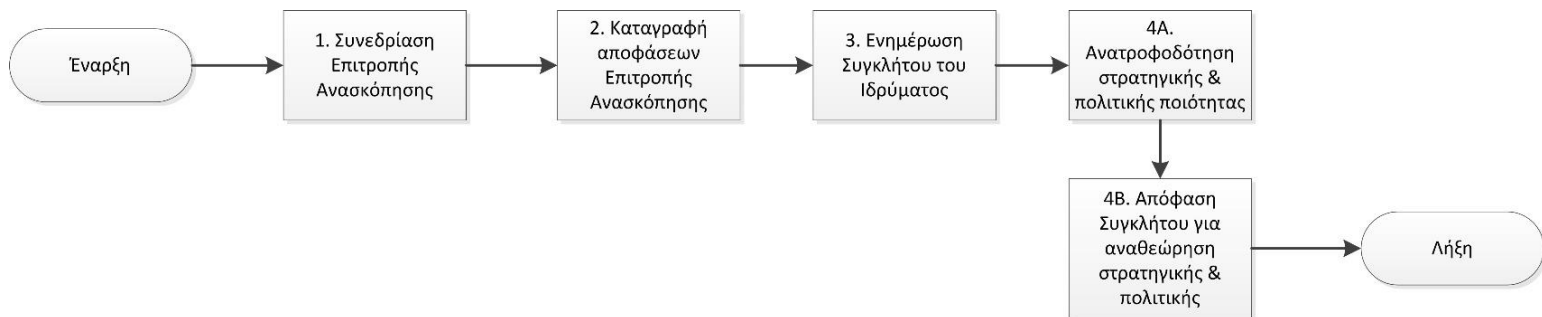 Έναρξη
1. Συνεδρίαση
Επιτροπής
Ανασκόπησης
2. Καταγραφή
αποφάσεων
Επιτροπής
Ανασκόπησης
3. Ενημέρωση
Συγκλήτου του
Ιδρύματος
4Α.
Ανατροφοδότηση
στρατηγικής &
πολιτικής ποιότητας
4Β. Απόφαση
Συγκλήτου για
αναθεώρηση
στρατηγικής &
πολιτικής
Λήξη